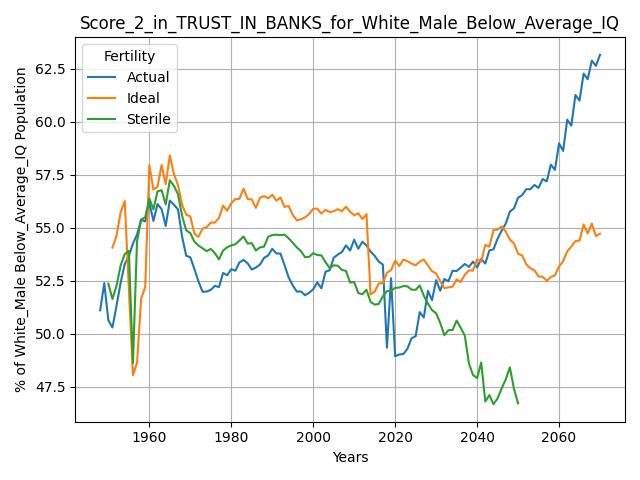 Score_2_in_TRUST_IN_BANKS_for_White_Male_Below_Average_IQ
Fertility
Actual
Ideal
Sterile
% of White_Male Below_Average_IQ Population
62.5
60.0
57.5
55.0
52.5
50.0
47.5
1960
1980
2000
2020
2040
2060
Years